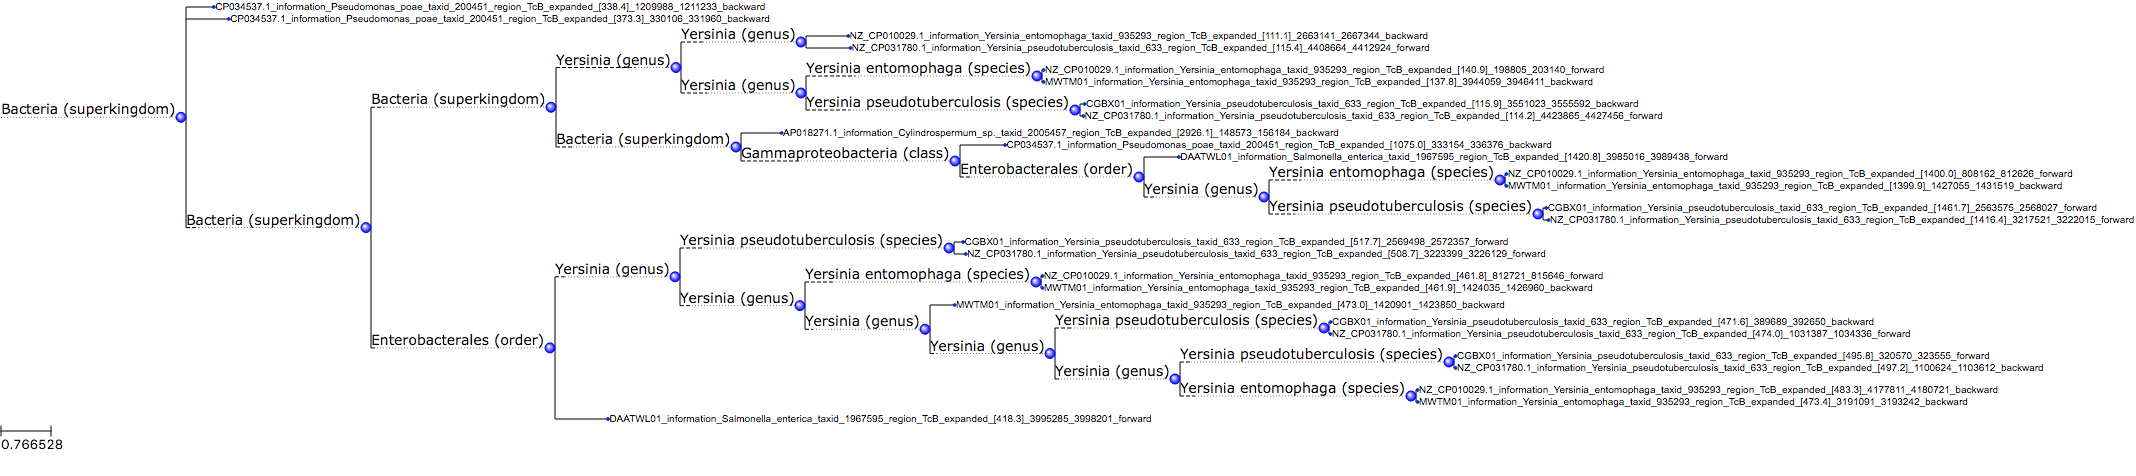 CP034537.1_information_Pseudomonas_poae_taxid_200451_region_TcB_expanded_[338.4]_1209988_1211233_backward
CP034537.1_information_Pseudomonas_poae_taxid_200451_region_TcB_expanded_[373.3]_330106_331960_backward
Yersinia (genus)
NZ_CP010029.1_information_Yersinia_entomophaga_taxid_935293_region_TcB_expanded_[111.1]_2663141_2667344_backward
NZ_CP031780.1_information_Yersinia_pseudotuberculosis_taxid_633_region_TcB_expanded_[115.4]_4408664_4412924_forward
Yersinia (genus)
Yersinia entomophaga (species)
NZ_CP010029.1_information_Yersinia_entomophaga_taxid_935293_region_TcB_expanded_[140.9]_198805_203140_forward
MWTM01_information_Yersinia_entomophaga_taxid_935293_region_TcB_expanded_[137.8]_3944059_3946411_backward
Yersinia (genus)
Bacteria (superkingdom)
Yersinia pseudotuberculosis (species)
CGBX01_information_Yersinia_pseudotuberculosis_taxid_633_region_TcB_expanded_[115.9]_3551023_3555592_backward
Bacteria (superkingdom)
NZ_CP031780.1_information_Yersinia_pseudotuberculosis_taxid_633_region_TcB_expanded_[114.2]_4423865_4427456_forward
AP018271.1_information_Cylindrospermum_sp._taxid_2005457_region_TcB_expanded_[2926.1]_148573_156184_backward
Bacteria (superkingdom)
CP034537.1_information_Pseudomonas_poae_taxid_200451_region_TcB_expanded_[1075.0]_333154_336376_backward
Gammaproteobacteria (class)
DAATWL01_information_Salmonella_enterica_taxid_1967595_region_TcB_expanded_[1420.8]_3985016_3989438_forward
Enterobacterales (order)
Yersinia entomophaga (species)
NZ_CP010029.1_information_Yersinia_entomophaga_taxid_935293_region_TcB_expanded_[1400.0]_808162_812626_forward
MWTM01_information_Yersinia_entomophaga_taxid_935293_region_TcB_expanded_[1399.9]_1427055_1431519_backward
Yersinia (genus)
Yersinia pseudotuberculosis (species)
CGBX01_information_Yersinia_pseudotuberculosis_taxid_633_region_TcB_expanded_[1461.7]_2563575_2568027_forward
Bacteria (superkingdom)
NZ_CP031780.1_information_Yersinia_pseudotuberculosis_taxid_633_region_TcB_expanded_[1416.4]_3217521_3222015_forward
Yersinia pseudotuberculosis (species)
CGBX01_information_Yersinia_pseudotuberculosis_taxid_633_region_TcB_expanded_[517.7]_2569498_2572357_forward
NZ_CP031780.1_information_Yersinia_pseudotuberculosis_taxid_633_region_TcB_expanded_[508.7]_3223399_3226129_forward
Yersinia (genus)
Yersinia entomophaga (species)
NZ_CP010029.1_information_Yersinia_entomophaga_taxid_935293_region_TcB_expanded_[461.8]_812721_815646_forward
MWTM01_information_Yersinia_entomophaga_taxid_935293_region_TcB_expanded_[461.9]_1424035_1426960_backward
Yersinia (genus)
MWTM01_information_Yersinia_entomophaga_taxid_935293_region_TcB_expanded_[473.0]_1420901_1423850_backward
Yersinia (genus)
Yersinia pseudotuberculosis (species)
CGBX01_information_Yersinia_pseudotuberculosis_taxid_633_region_TcB_expanded_[471.6]_389689_392650_backward
NZ_CP031780.1_information_Yersinia_pseudotuberculosis_taxid_633_region_TcB_expanded_[474.0]_1031387_1034336_forward
Enterobacterales (order)
Yersinia (genus)
Yersinia pseudotuberculosis (species)
CGBX01_information_Yersinia_pseudotuberculosis_taxid_633_region_TcB_expanded_[495.8]_320570_323555_forward
NZ_CP031780.1_information_Yersinia_pseudotuberculosis_taxid_633_region_TcB_expanded_[497.2]_1100624_1103612_backward
Yersinia (genus)
Yersinia entomophaga (species)
NZ_CP010029.1_information_Yersinia_entomophaga_taxid_935293_region_TcB_expanded_[483.3]_4177811_4180721_backward
MWTM01_information_Yersinia_entomophaga_taxid_935293_region_TcB_expanded_[473.4]_3191091_3193242_backward
DAATWL01_information_Salmonella_enterica_taxid_1967595_region_TcB_expanded_[418.3]_3995285_3998201_forward
0.766528